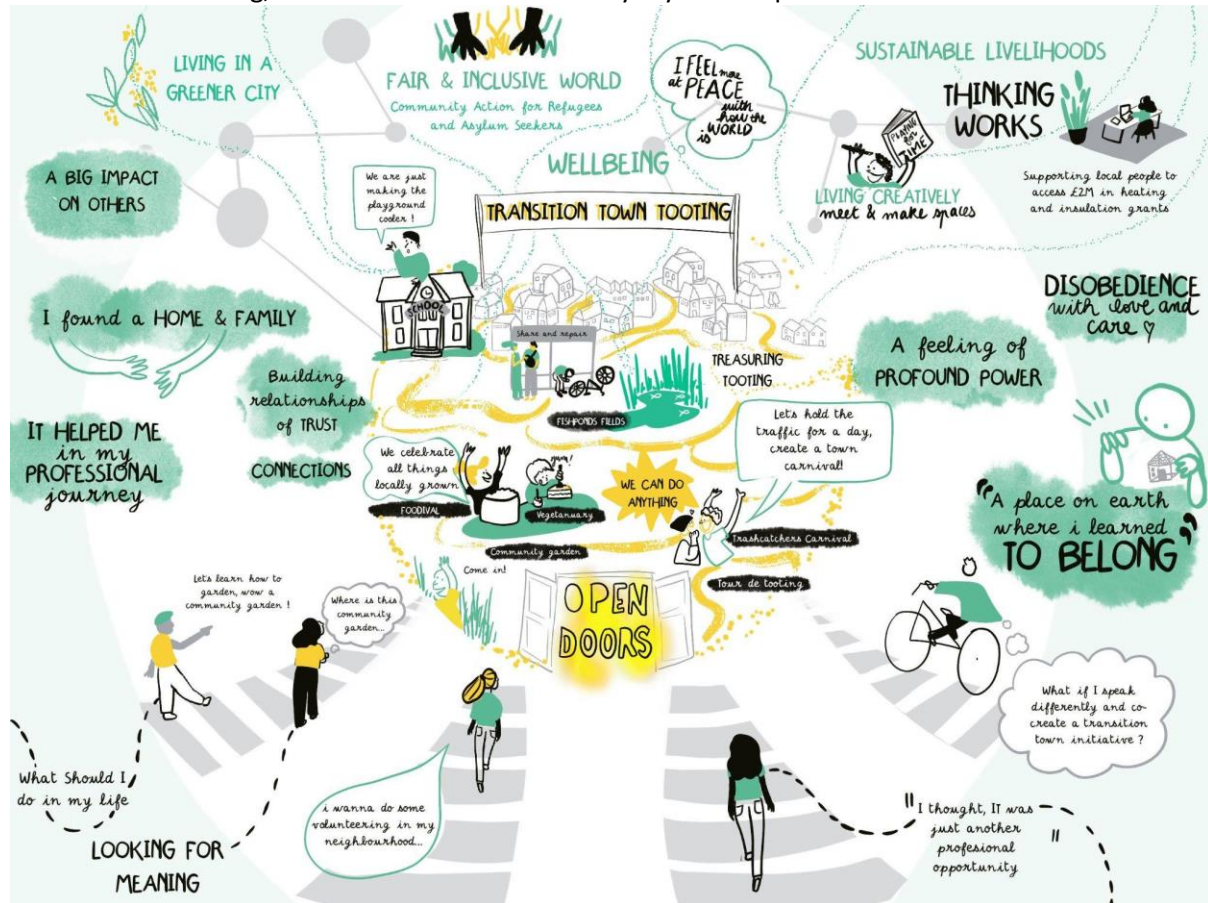 LIVING IN A
GREENER CITY
FAIR & INCLUSIVE WORLD
Community Action for Refugees
and Asylum Seekers
I FEEL more
at PEACE
with
how the
WORLD
is
SUSTAINABLE LIVELIHOODS
THINKING
WORKS
Supporting local people to
access £2M in heating
and insulation grants
PLAYING
for
TIME
LIVING CREATIVELY
meet & make spaces
WELLBEING
TRANSITION TOWN TOOTING
A BIG IMPACT
ON OTHERS
We are just
making the
playground
cooler !
SCHOOL
I found a HOME & FAMILY
Building
relationships
of TRUST
CONNECTIONS
IT HELPED ME
in my
PROFESSIONAL
journey
Share and repair
FISHPONDS FIELDS
TREASURING
TOOTING
A feeling of
PROFOUND POWER
DISOBEDIENCE
with love and
care
Let's hold the
traffic for a day,
create a town
carnival!
We celebrate
all things
locally grown
FOODIVAL
Vegetanuary
WE CAN DO
ANYTHING
Trashcatchers Carnival
Community garden
Tour de tooting
Come in!
OPEN
DOORS
"A place on earth
where i learned
TO BELONG"
Let's learn how to
garden, wow a
community garden !
Where is this
community
garden...
What if I speak
differently and co-
create a transition
town initiative ?
What Should I
do in my life
LOOKING FOR
MEANING
i wanna do some
volunteering in my
neighbourhood...
"I thought, IT was
just another
profesional
opportunity"